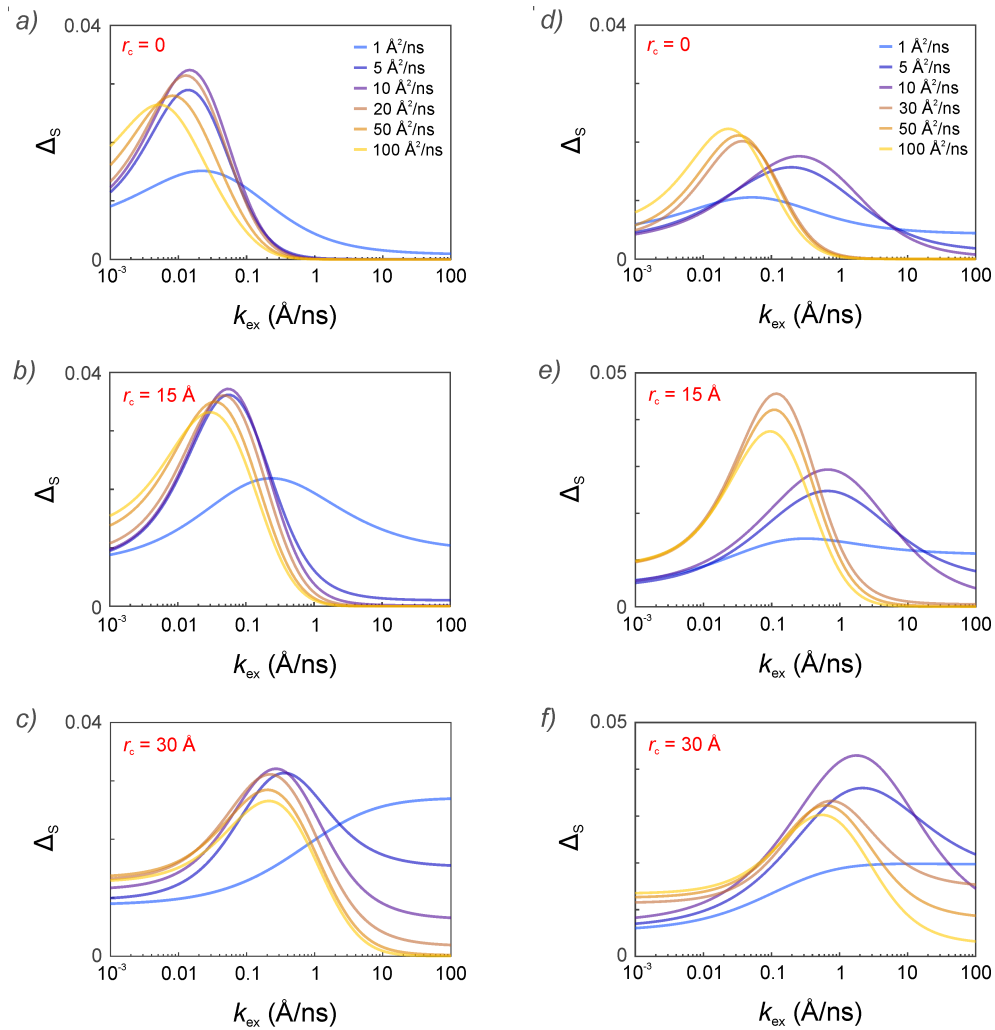 a)
0.04
r_c = 0
1 Å²/ns
5 Å²/ns
10 Å²/ns
20 Å²/ns
50 Å²/ns
100 Å²/ns
Δ_S
0
10⁻³ 0.01 0.1 1 10 100
k_ex (Å/ns)
d)
0.04
r_c = 0
1 Å²/ns
5 Å²/ns
10 Å²/ns
30 Å²/ns
50 Å²/ns
100 Å²/ns
Δ_S
0
10⁻³ 0.01 0.1 1 10 100
k_ex (Å/ns)
b)
0.04
r_c = 15 Å
Δ_S
0
10⁻³ 0.01 0.1 1 10 100
k_ex (Å/ns)
e)
0.05
r_c = 15 Å
Δ_S
0
10⁻³ 0.01 0.1 1 10 100
k_ex (Å/ns)
c)
0.04
r_c = 30 Å
Δ_S
0
10⁻³ 0.01 0.1 1 10 100
k_ex (Å/ns)
f)
0.05
r_c = 30 Å
Δ_S
0
10⁻³ 0.01 0.1 1 10 100
k_ex (Å/ns)